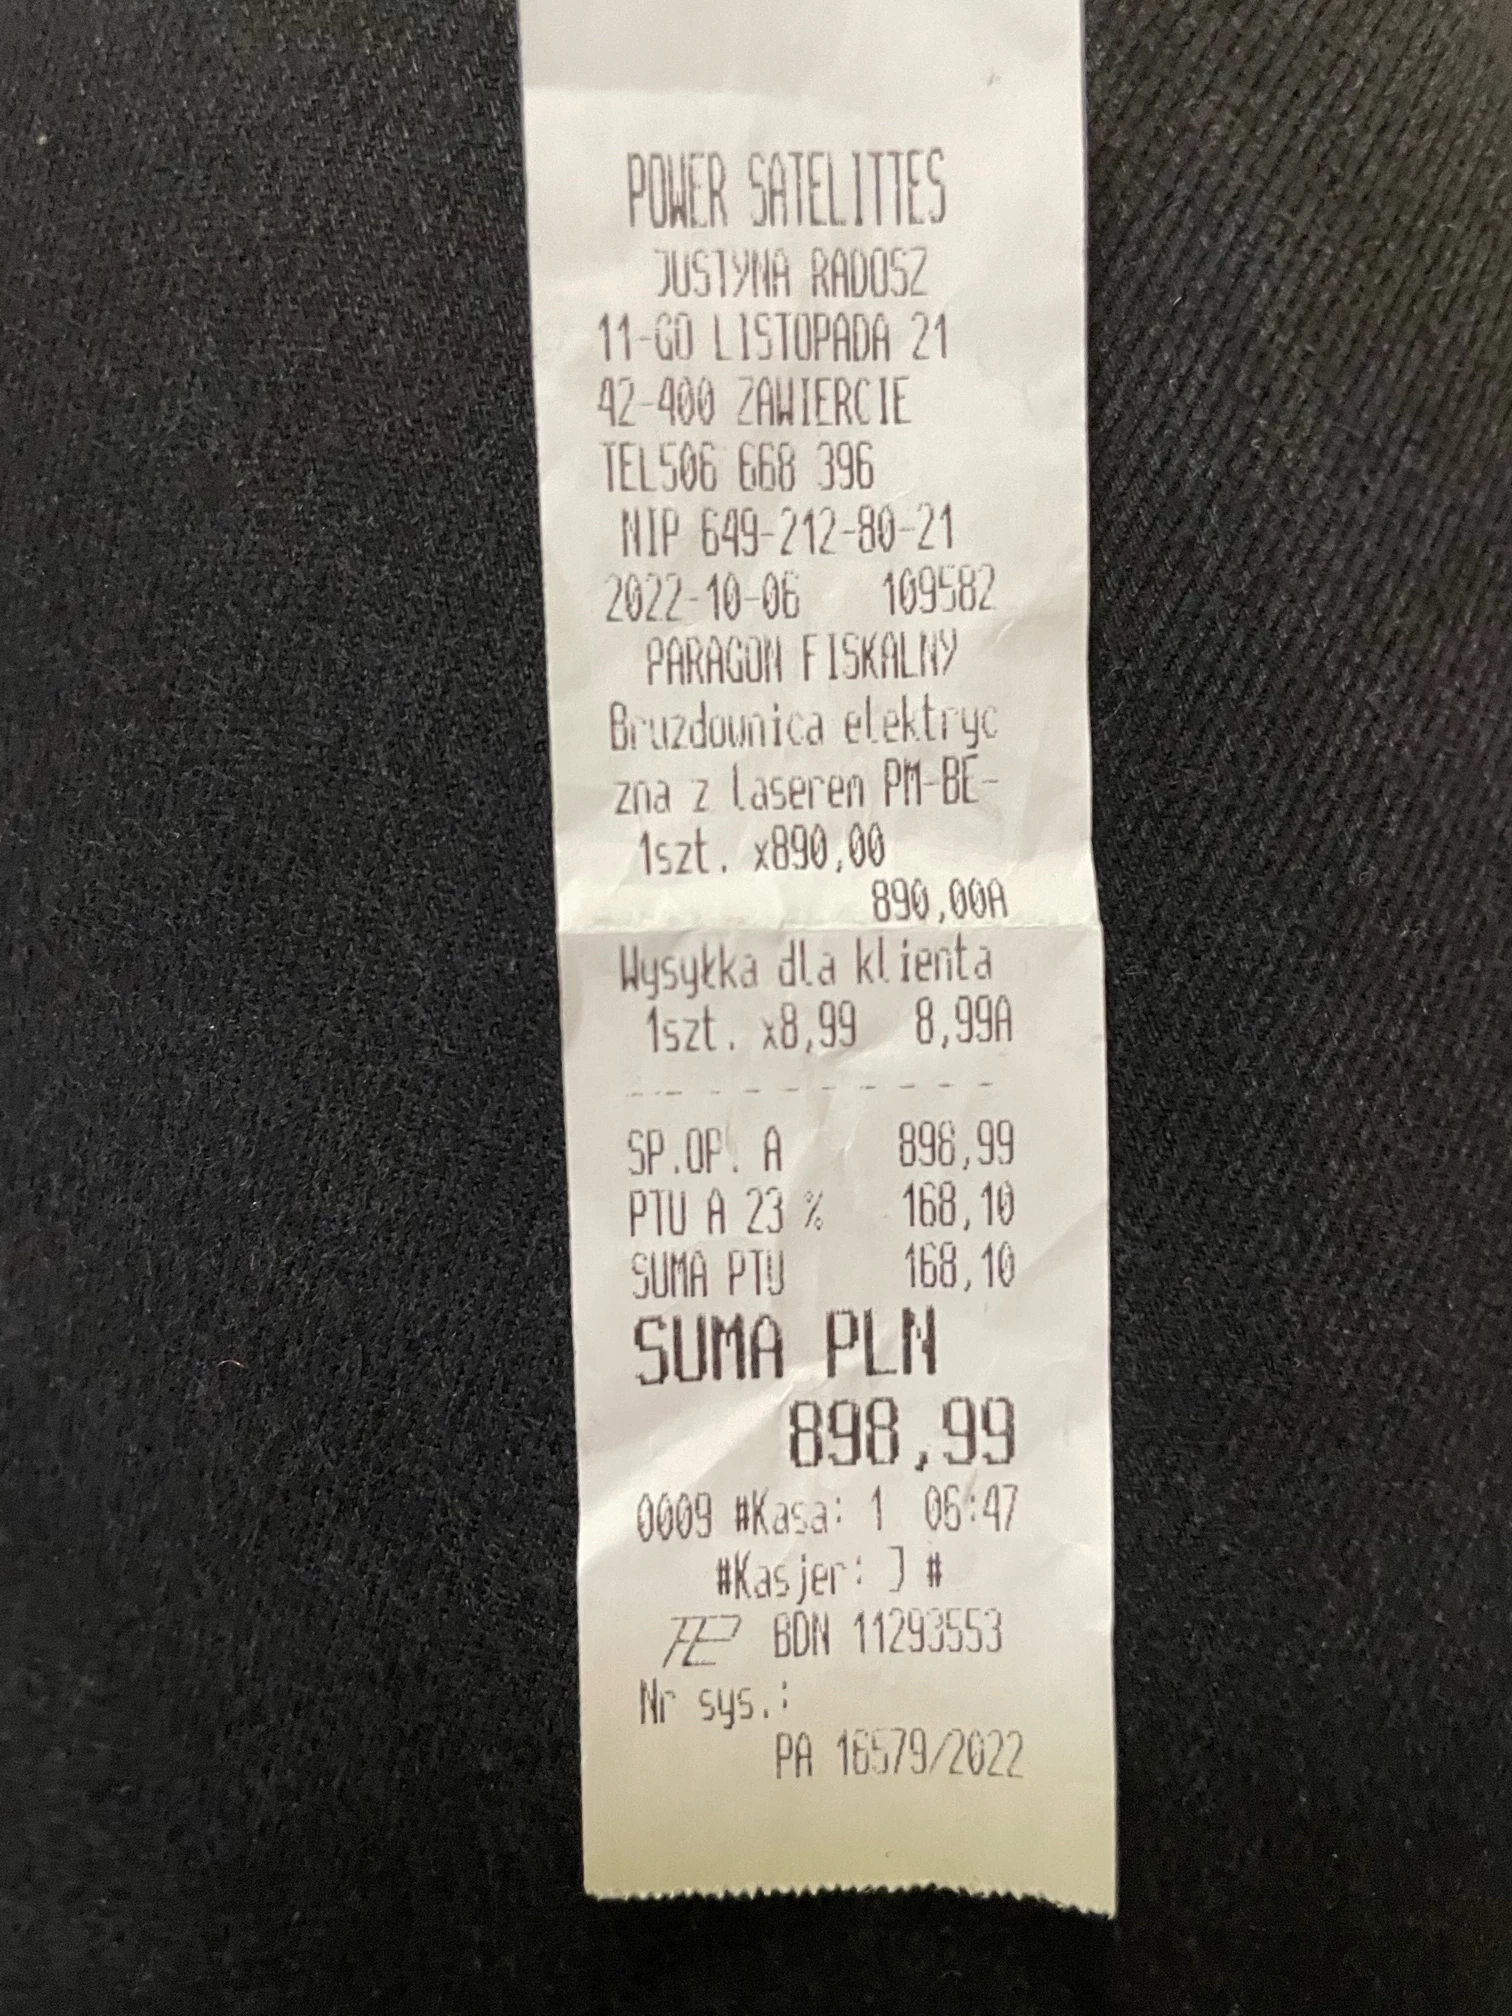 POWER SATELITTES
JUSTYNA RADOSZ
11-GO LISTOPADA 21
42-400 ZAWIERCIE
TEL506 668 396
NIP 649-212-80-21
2022-10-06 109582
PARAGON FISKALNY
Bruzdownica elektryc
zna z laserem PM-BE-
1szt. x890,00
890,00A
Wysyłka dla klienta
1szt. x8,99 8,99A
- - - - - - - - - -
SP.OP. A 898,99
PTU A 23 % 168,10
SUMA PTU 168,10
SUMA PLN
898,99
0009 #Kasa: 1 06:47
#Kasjer: J #
BDN 11293553
Nr sys.:
PA 16579/2022